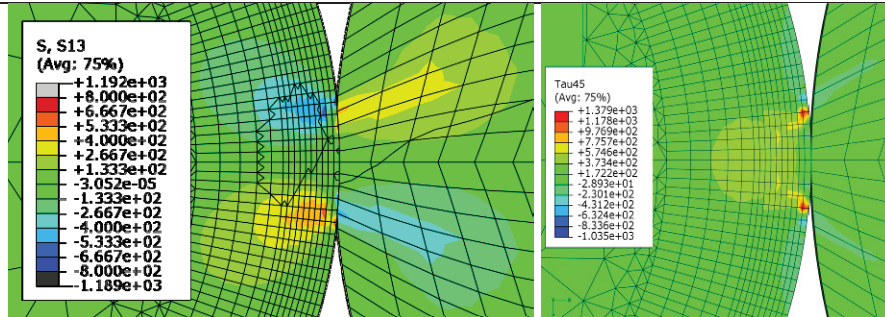 S, S13
(Avg: 75%)
+1.192e+03
+8.000e+02
+6.667e+02
+5.333e+02
+4.000e+02
+2.667e+02
+1.333e+02
-3.052e-05
-1.333e+02
-2.667e+02
-4.000e+02
-5.333e+02
-6.667e+02
-8.000e+02
-1.189e+03
Tau45
(Avg: 75%)
+1.379e+03
+1.178e+03
+9.769e+02
+7.757e+02
+5.746e+02
+3.734e+02
+1.722e+02
-2.893e+01
-2.301e+02
-4.312e+02
-6.324e+02
-8.336e+02
-1.035e+03